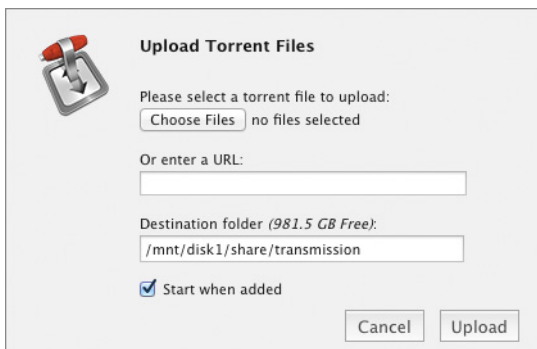 Upload Torrent Files
Please select a torrent file to upload:
Choose Files no files selected
Or enter a URL:
Destination folder (981.5 GB Free):
/mnt/disk1/share/transmission
Start when added
Cancel Upload